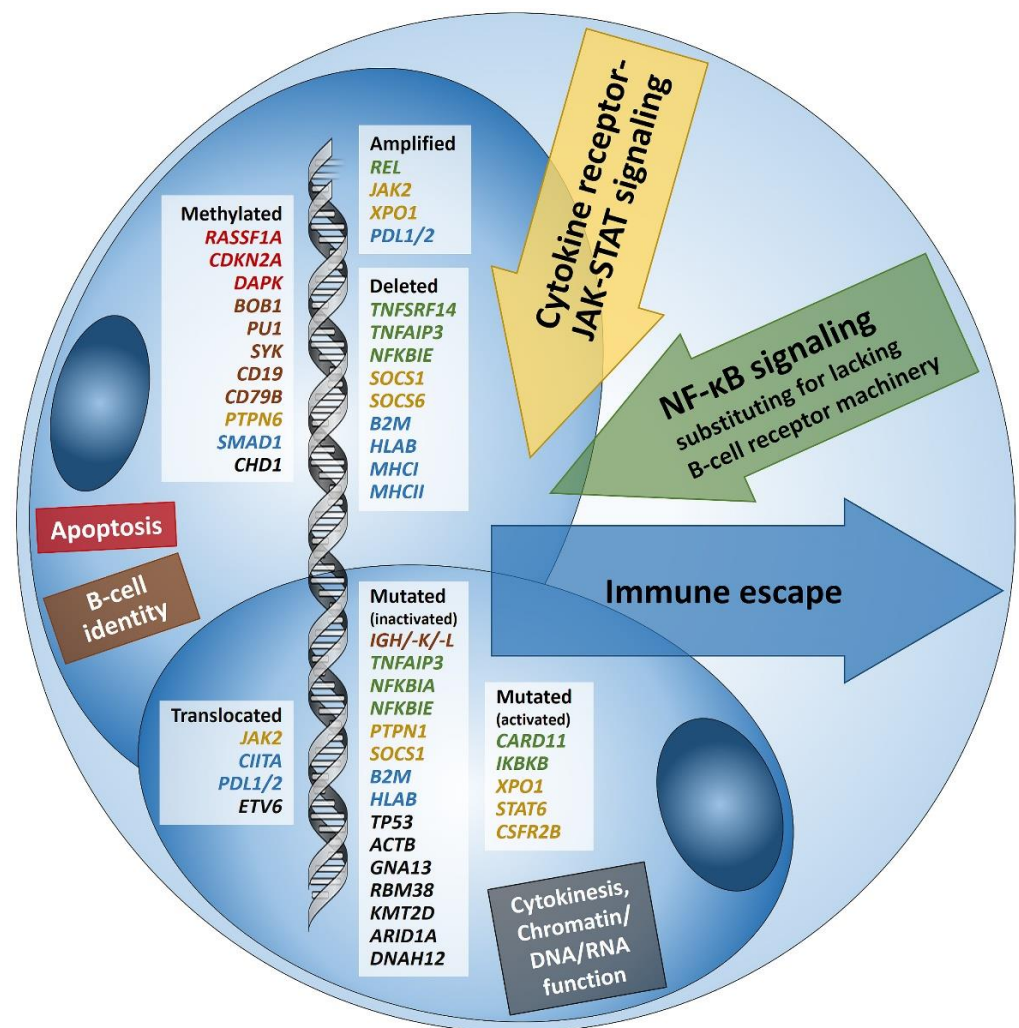 Cytokine receptor-
JAK-STAT signaling
NF-κB signaling
substituting for lacking
B-cell receptor machinery
Immune escape
Amplified
REL
JAK2
XPO1
PDL1/2
Methylated
RASSF1A
CDKN2A
DAPK
BOB1
PU1
SYK
CD19
CD79B
PTPN6
SMAD1
CHD1
Deleted
TNFSRF14
TNFAIP3
NFKBIE
SOCS1
SOCS6
B2M
HLAB
MHCI
MHCII
Apoptosis
B-cell
identity
Mutated
(inactivated)
IGH/-K/-L
TNFAIP3
NFKBIA
NFKBIE
PTPN1
SOCS1
B2M
HLAB
TP53
ACTB
GNA13
RBM38
KMT2D
ARID1A
DNAH12
Translocated
JAK2
CIITA
PDL1/2
ETV6
Mutated
(activated)
CARD11
IKBKB
XPO1
STAT6
CSFR2B
Cytokinesis,
Chromatin/
DNA/RNA
function